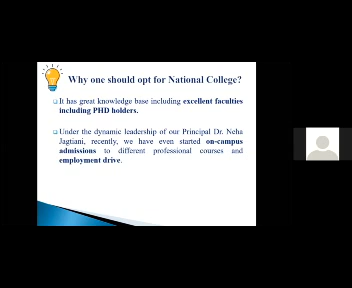 Why one should opt for National College?
It has great knowledge base including excellent faculties
including PHD holders.
Under the dynamic leadership of our Principal Dr. Neha
Jagtiani, recently, we have even started on-campus
admissions to different professional courses and
employment drive.